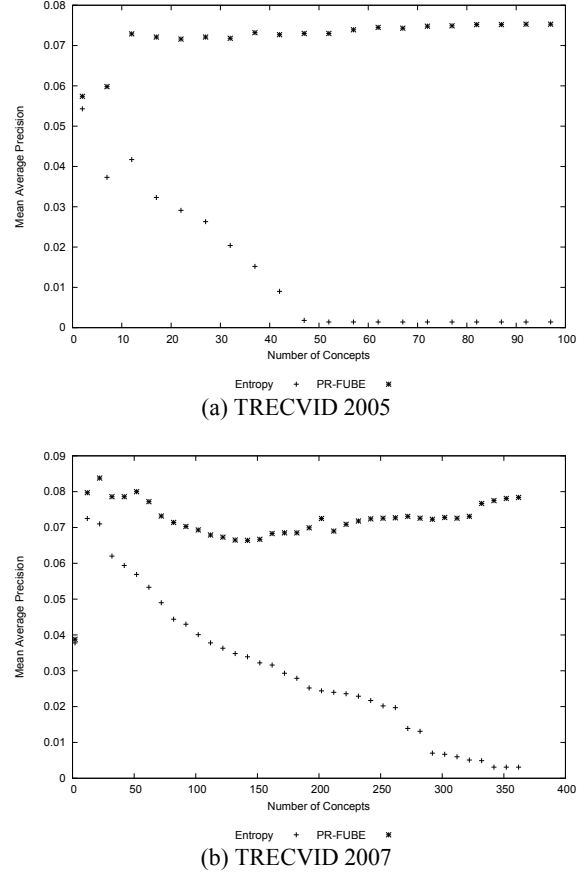 0.08
0.07
0.06
0.05
0.04
0.03
0.02
0.01
0
Mean Average Precision
0 10 20 30 40 50 60 70 80 90 100
Number of Concepts
Entropy + PR-FUBE ✱
(a) TRECVID 2005
0.09
0.08
0.07
0.06
0.05
0.04
0.03
0.02
0.01
0
Mean Average Precision
0 50 100 150 200 250 300 350 400
Number of Concepts
Entropy + PR-FUBE ✱
(b) TRECVID 2007